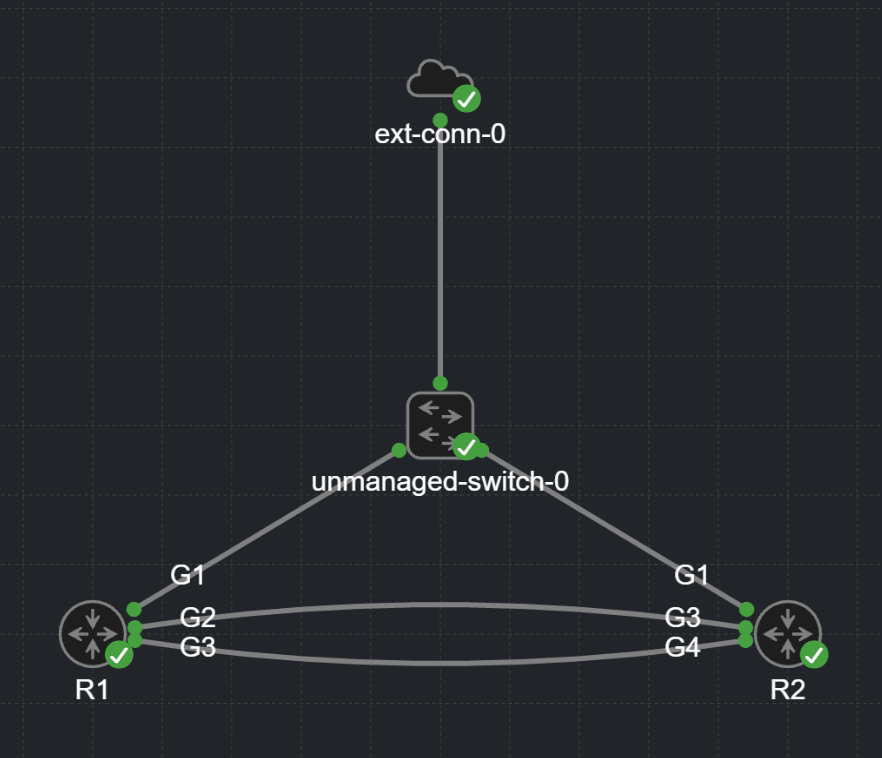 ext-conn-0
unmanaged-switch-0
G1 G1
G2 G3
G3 G4
R1 R2